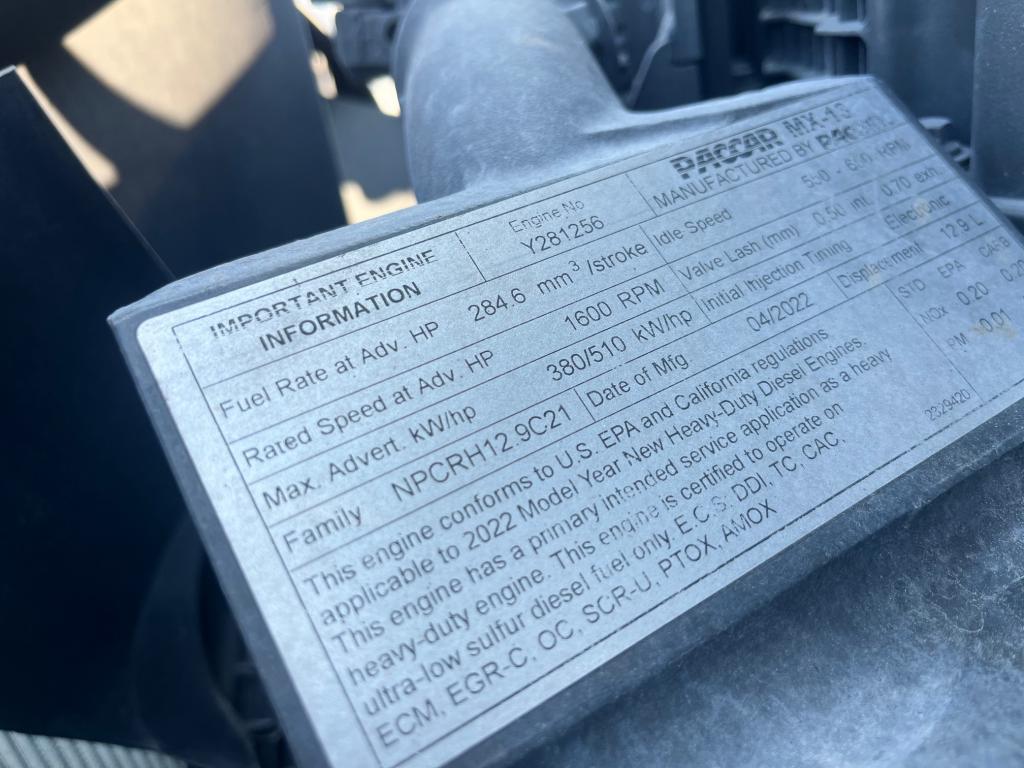 IMPORTANT ENGINE
INFORMATION
Engine No
Y281256
PACCAR MX-13
MANUFACTURED BY PACCAR
Fuel Rate at Adv. HP 284.6 mm³ /stroke
Idle Speed 550 - 600 RPM
Rated Speed at Adv. HP 1600 RPM
Valve Lash (mm) 0.50 int. 0.70 exh.
Max. Advert. kW/hp 380/510 kW/hp
Initial Injection Timing Electronic
Family NPCRH12.9C21
Date of Mfg 04/2022
Displacement 12.9 L
This engine conforms to U.S. EPA and California regulations
applicable to 2022 Model Year New Heavy-Duty Diesel Engines.
This engine has a primary intended service application as a heavy
heavy-duty engine. This engine is certified to operate on
ultra-low sulfur diesel fuel only. E.C.S: DDI, TC, CAC,
ECM, EGR-C, OC, SCR-U, PTOX, AMOX
STD EPA
NOx 0.20 0.20
PM 0.01
2329420